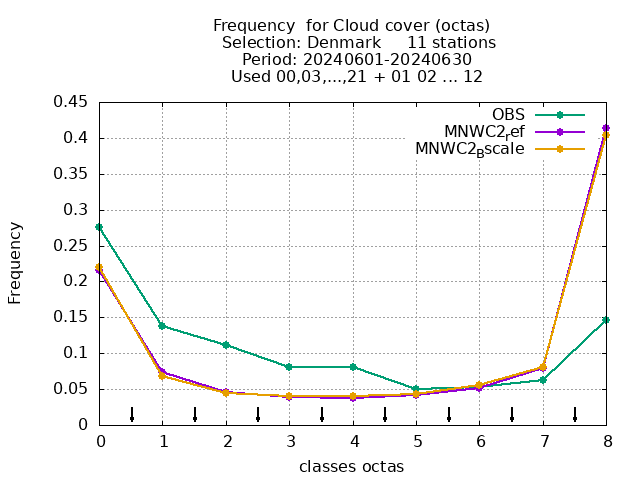 Frequency  for Cloud cover (octas)
Selection: Denmark     11 stations
Period: 20240601-20240630
Used 00,03,...,21 + 01 02 ... 12
OBS
MNWC2ref
MNWC2Bscale
0.45
0.4
0.35
0.3
0.25
0.2
0.15
0.1
0.05
0
Frequency
0 1 2 3 4 5 6 7 8
classes octas